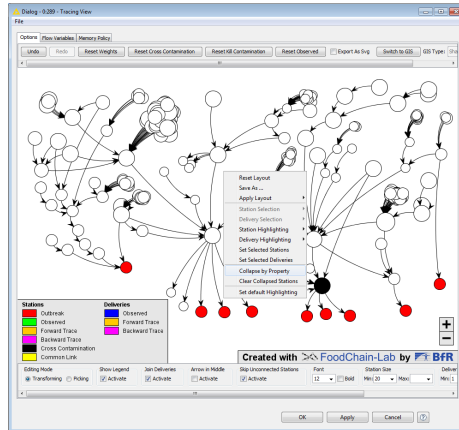 Dialog - 0:289 - Tracing View
File
Options Flow Variables Memory Policy
Undo Redo Reset Weights Reset Cross Contamination Reset Kill Contamination Reset Observed Export As Svg Switch to GIS GIS Type:
Reset Layout
Save As ...
Apply Layout
Station Selection
Delivery Selection
Station Highlighting
Delivery Highlighting
Set Selected Stations
Set Selected Deliveries
Collapse by Property
Clear Collapsed Stations
Set default Highlighting
Stations Deliveries
Outbreak Observed
Observed Forward Trace
Forward Trace Backward Trace
Backward Trace
Cross Contamination
Common Link
+
-
Created with FoodChain-Lab by BfR
Editing Mode Show Legend Join Deliveries Arrow in Middle Skip Unconnected Stations Font Station Size Deliver
Transforming Picking Activate Activate Activate Activate 12 Bold Min: 20 Max: Min: 1
OK Apply Cancel ?